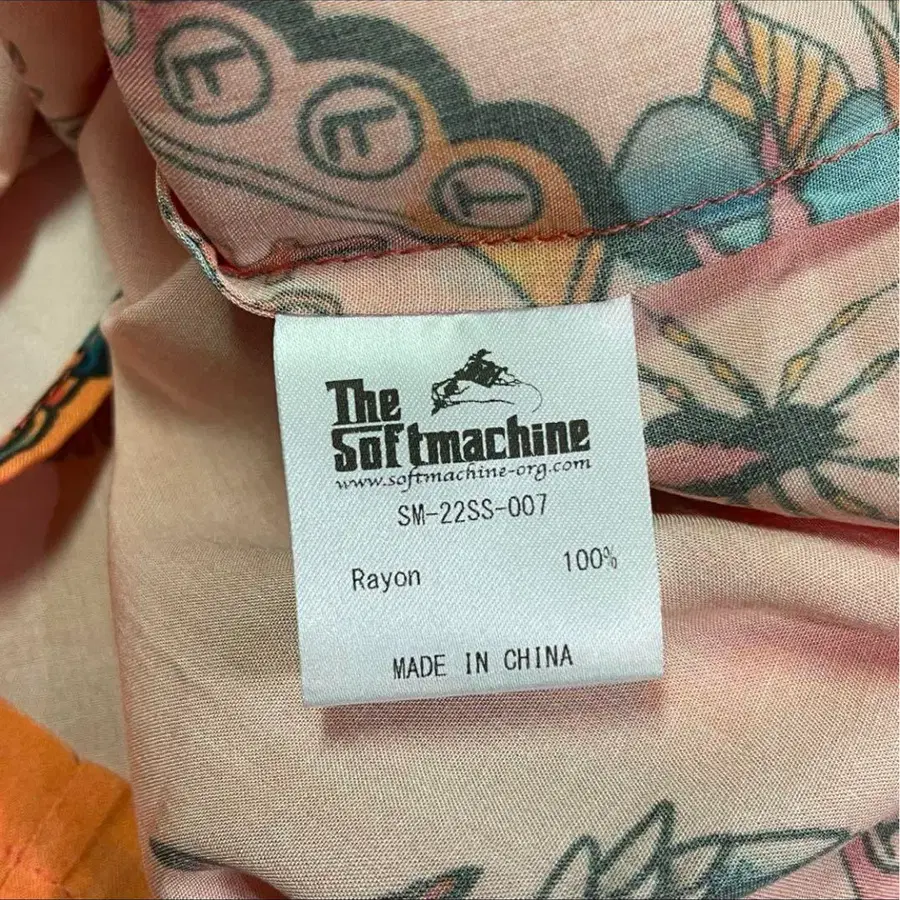 F
F
T
The
Softmachine
www.softmachine-org.com
SM-22SS-007
Rayon 100%
MADE IN CHINA